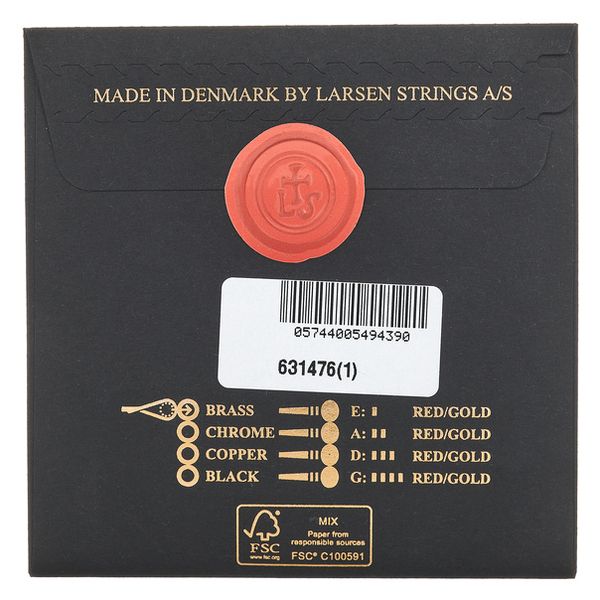 MADE IN DENMARK BY LARSEN STRINGS A/S
LTS
05744005494390
631476(1)
BRASS E: RED/GOLD
CHROME A: RED/GOLD
COPPER D: RED/GOLD
BLACK G: RED/GOLD
FSC
www.fsc.org
MIX
Paper from
responsible sources
FSC® C100591